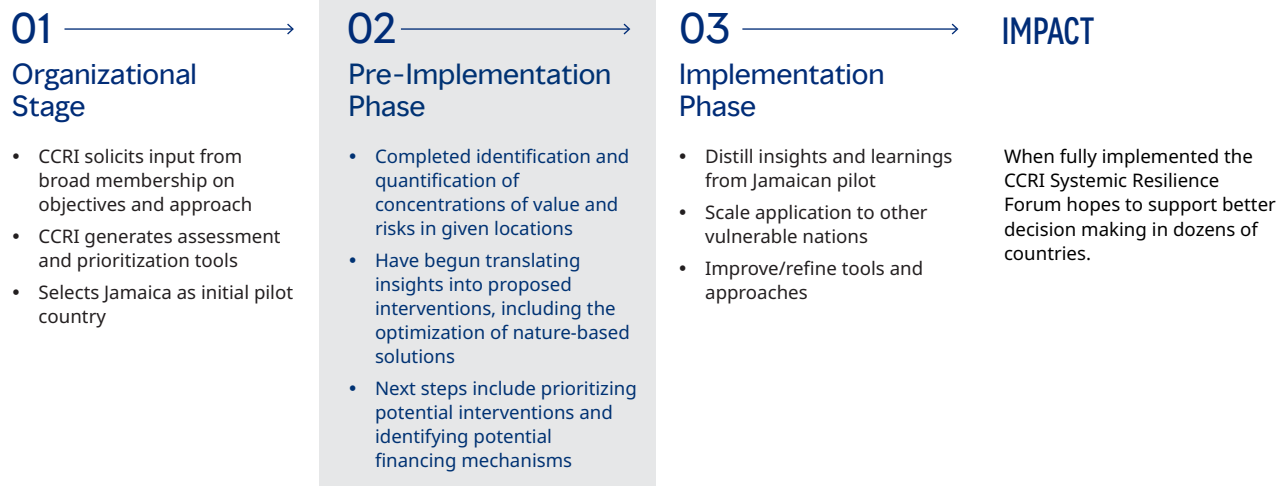 01
Organizational
Stage
• CCRI solicits input from
broad membership on
objectives and approach
• CCRI generates assessment
and prioritization tools
• Selects Jamaica as initial pilot
country
02
Pre-Implementation
Phase
• Completed identification and
quantification of
concentrations of value and
risks in given locations
• Have begun translating
insights into proposed
interventions, including the
optimization of nature-based
solutions
• Next steps include prioritizing
potential interventions and
identifying potential
financing mechanisms
03
Implementation
Phase
• Distill insights and learnings
from Jamaican pilot
• Scale application to other
vulnerable nations
• Improve/refine tools and
approaches
IMPACT
When fully implemented the
CCRI Systemic Resilience
Forum hopes to support better
decision making in dozens of
countries.